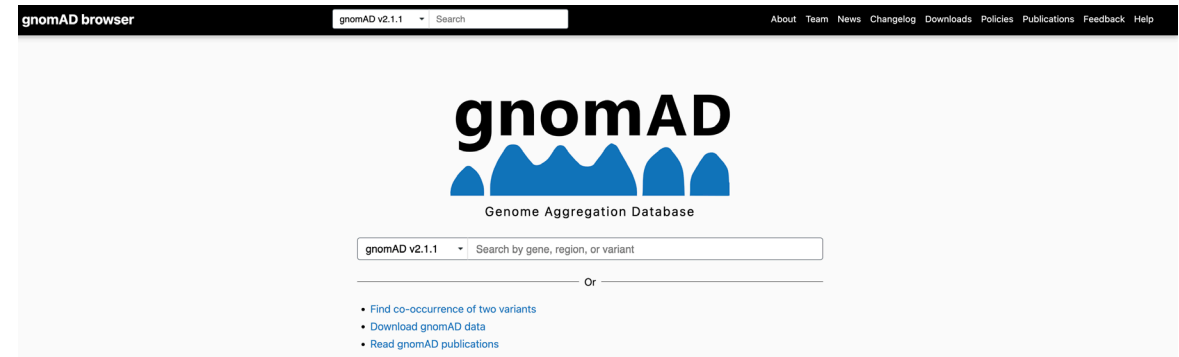 gnomAD browser
gnomAD v2.1.1 Search
About Team News Changelog Downloads Policies Publications Feedback Help
gnomAD
Genome Aggregation Database
gnomAD v2.1.1 Search by gene, region, or variant
Or
Find co-occurrence of two variants
Download gnomAD data
Read gnomAD publications